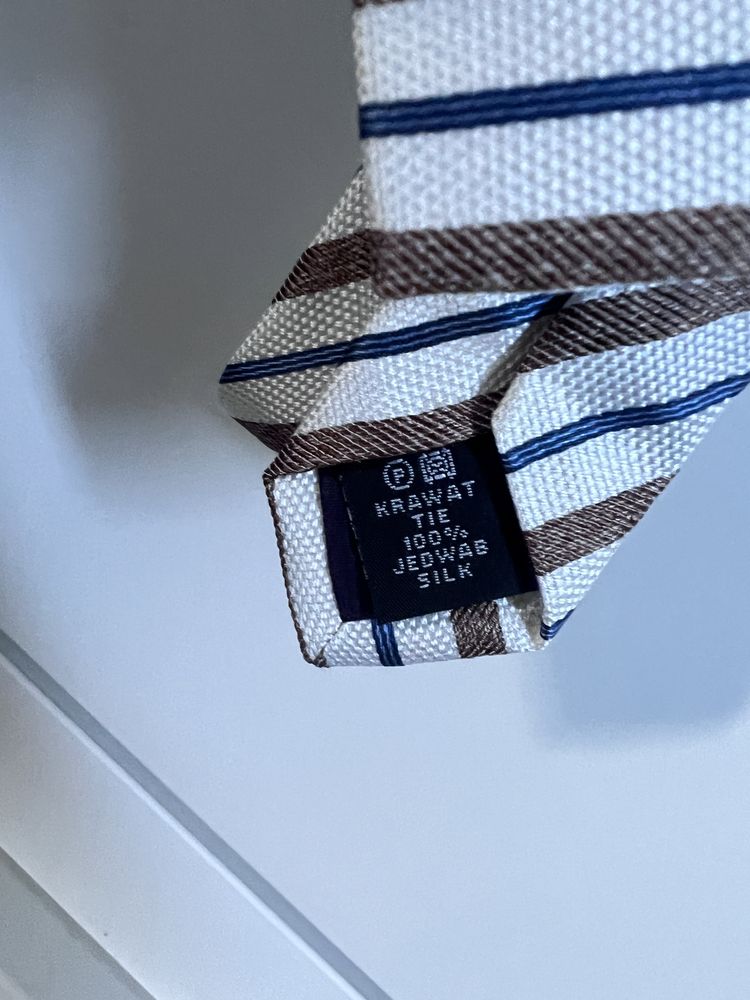 P
KRAWAT
TIE
100%
JEDWAB
SILK